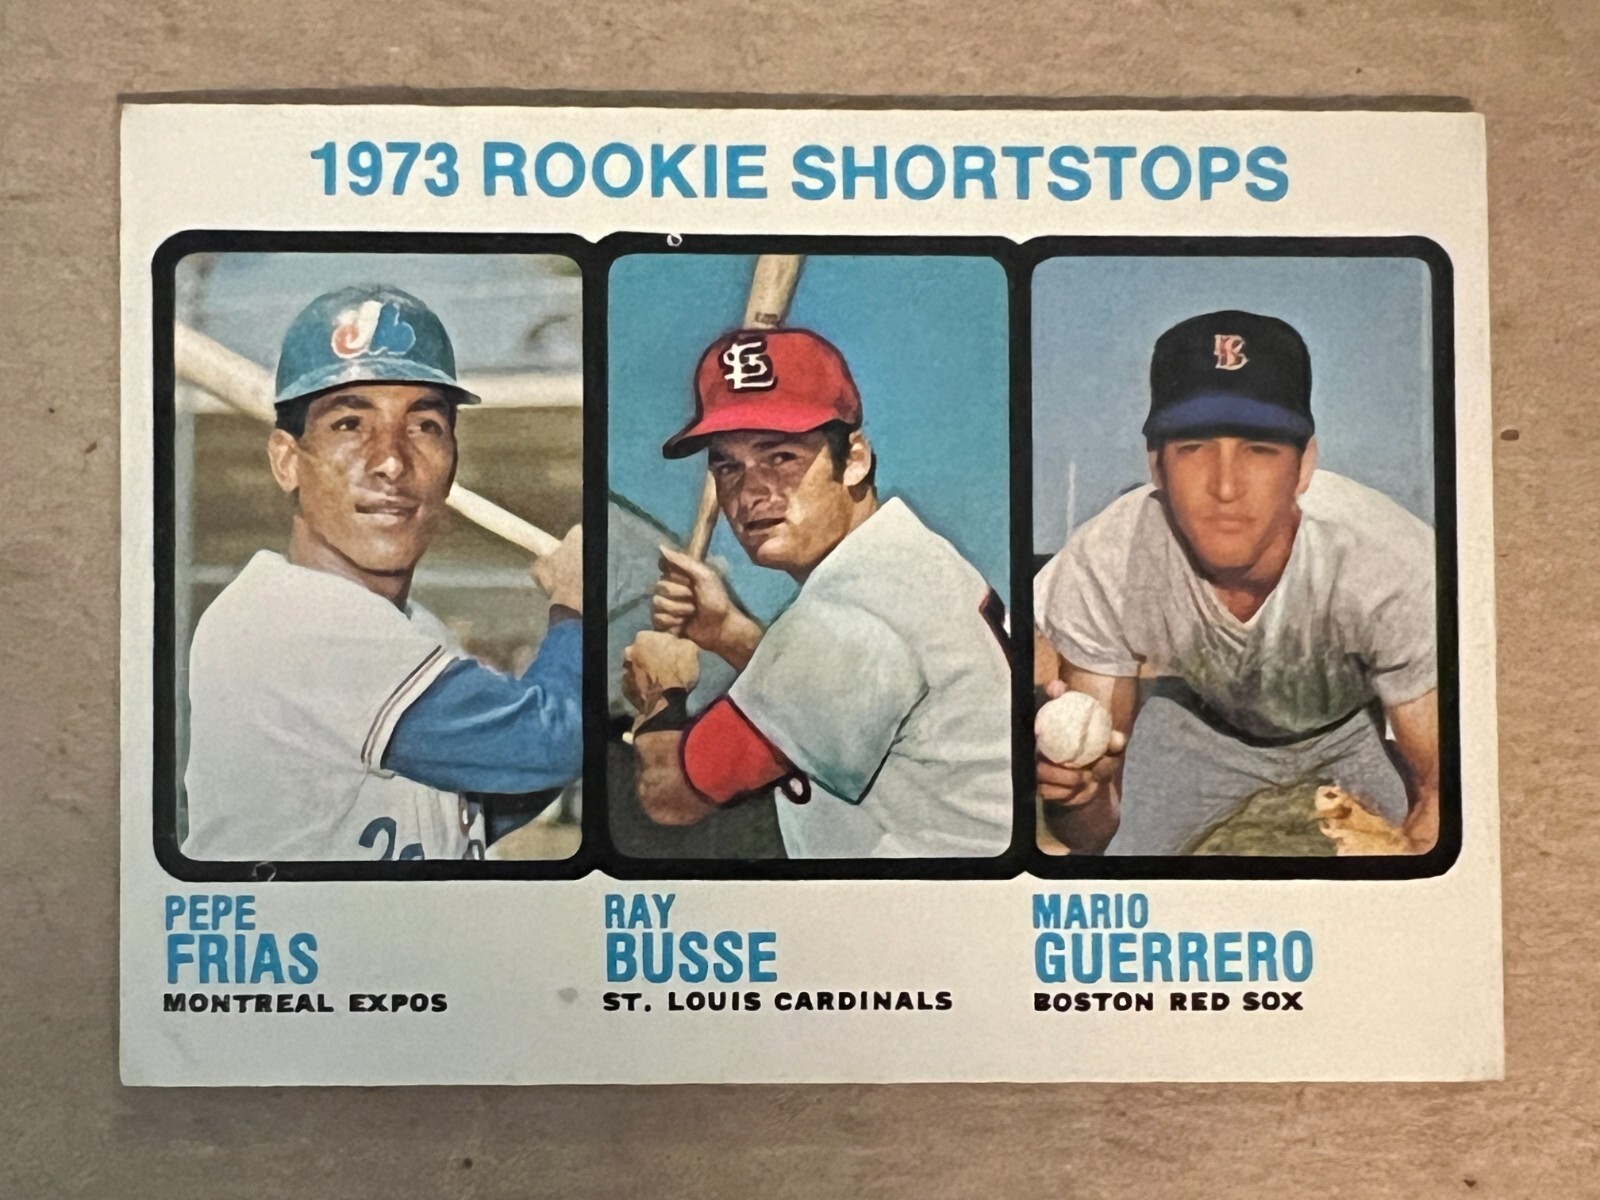 1973 ROOKIE SHORTSTOPS
PEPE
FRIAS
MONTREAL EXPOS
RAY
BUSSE
ST. LOUIS CARDINALS
MARIO
GUERRERO
BOSTON RED SOX